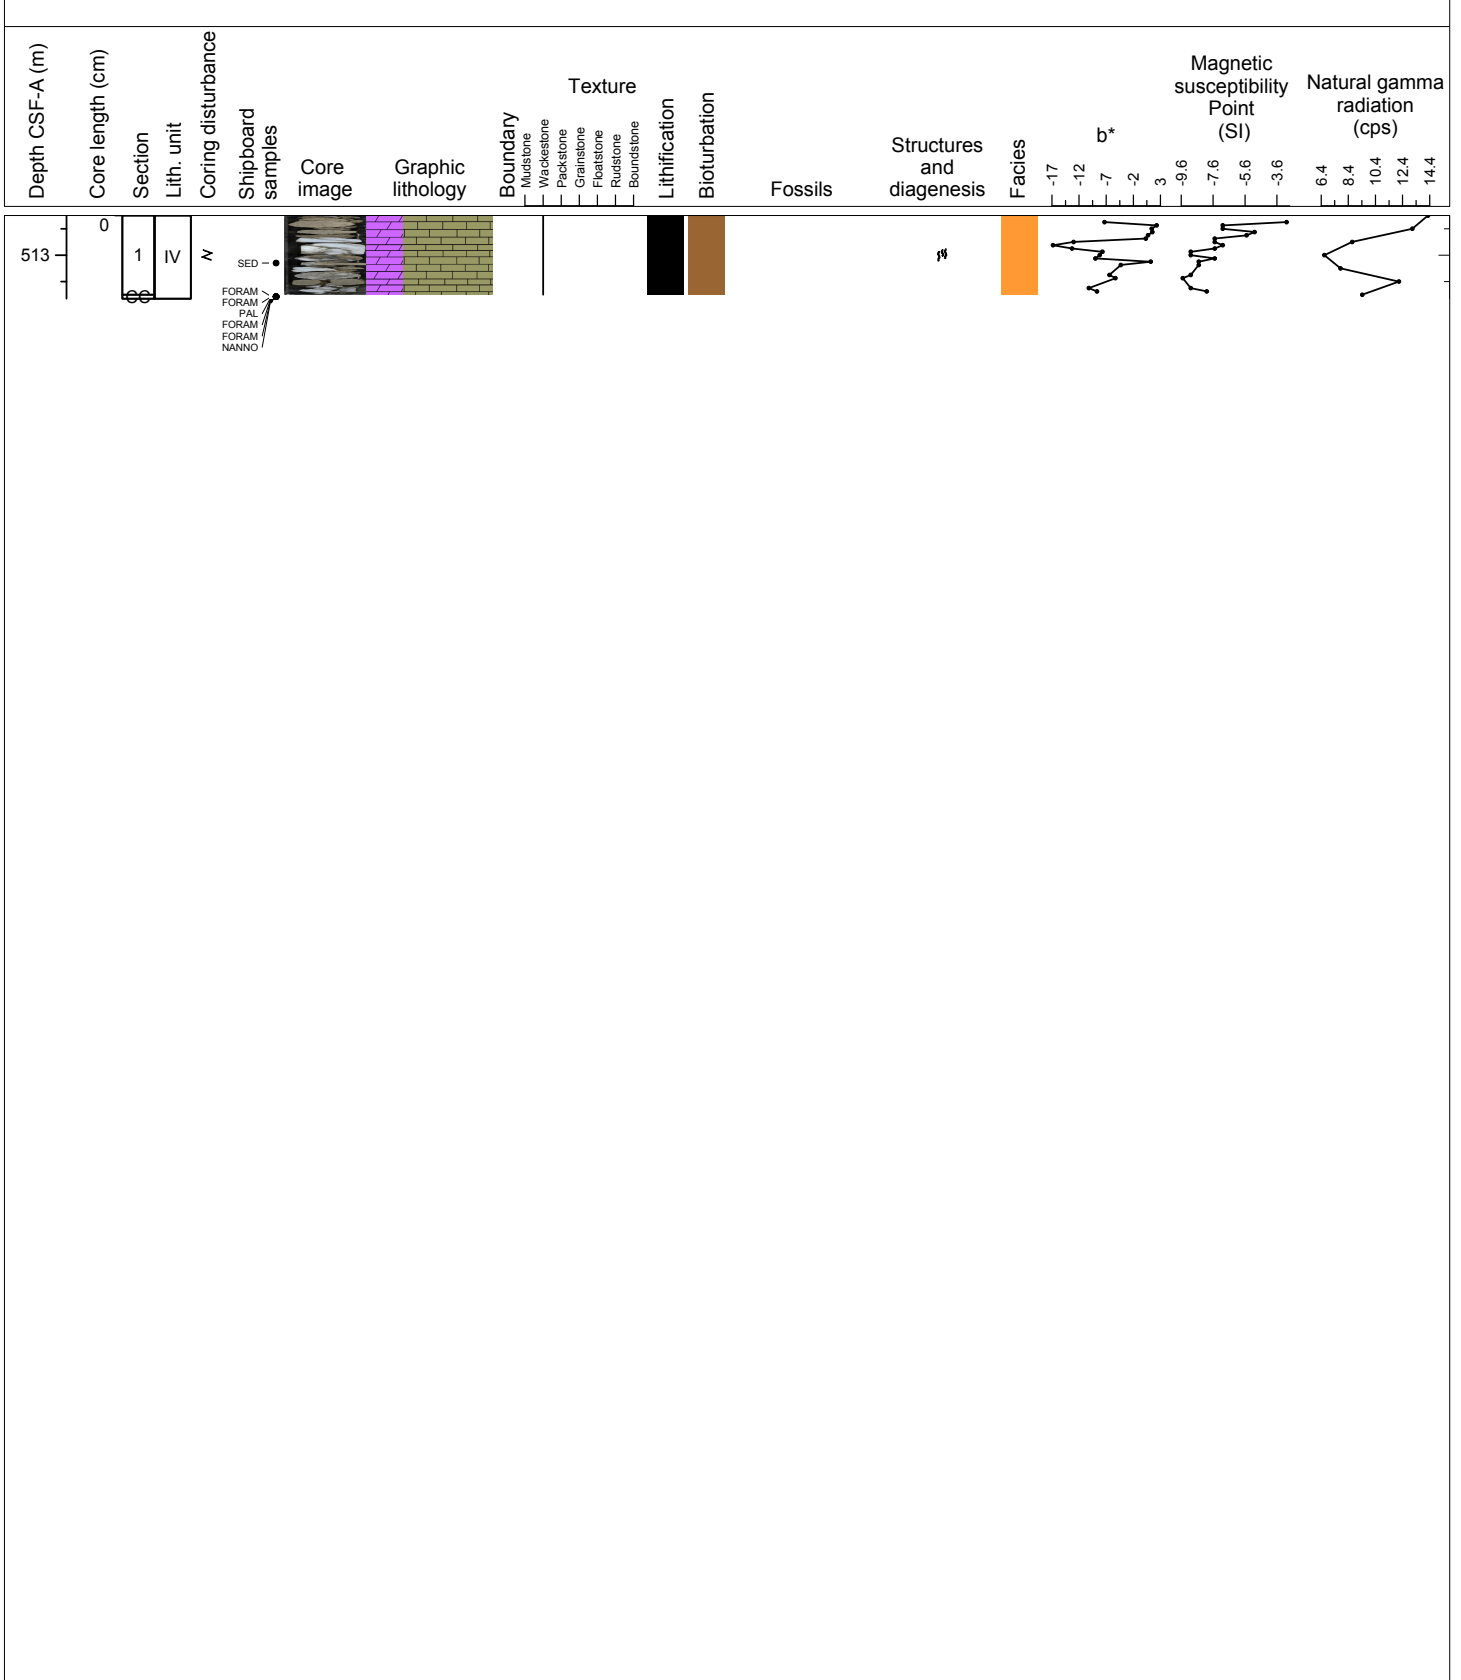 Depth CSF-A (m)
Core length (cm)
Section
Lith. unit
Coring disturbance
Shipboard
samples
Core
image
Graphic
lithology
Boundary
Texture
Mudstone
Wackestone
Packstone
Grainstone
Floatstone
Rudstone
Boundstone
Lithification
Bioturbation
Fossils
Structures
and
diagenesis
Facies
b*
-17
-12
-7
-2
3
Magnetic
susceptibility
Point
(SI)
-9.6
-7.6
-5.6
-3.6
Natural gamma
radiation
(cps)
6.4
8.4
10.4
12.4
14.4
0
513
1
IV
CC
SED
FORAM
FORAM
PAL
FORAM
FORAM
NANNO